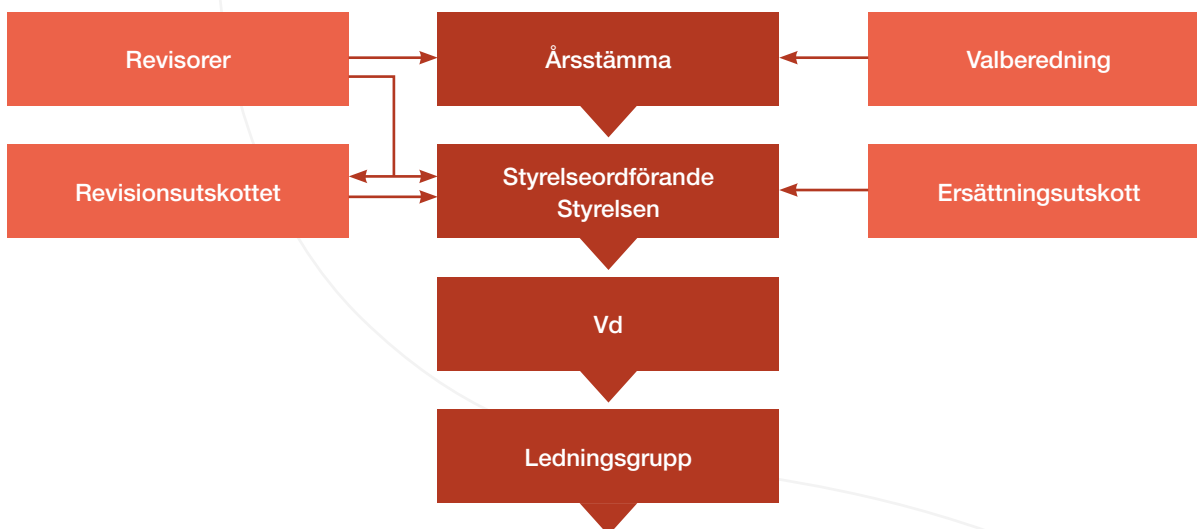 Revisorer
Årsstämma
Valberedning
Revisionsutskottet
Styrelseordförande
Styrelsen
Ersättningsutskott
Vd
Ledningsgrupp